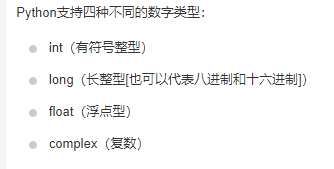 Python支持四种不同的数字类型：
int（有符号整型）
long（长整型[也可以代表八进制和十六进制]）
float（浮点型）
complex（复数）